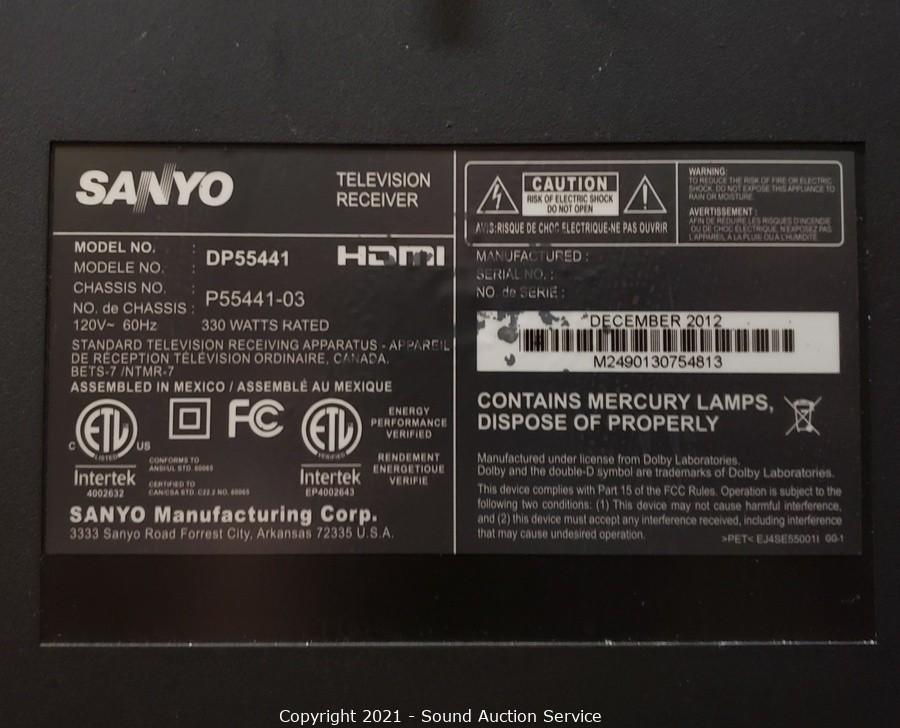 SANYO
TELEVISION
RECEIVER
MODEL NO. :
MODELE NO. :
DP55441
HDMI
CHASSIS NO. :
NO. de CHASSIS :
P55441-03
120V~ 60Hz 330 WATTS RATED
STANDARD TELEVISION RECEIVING APPARATUS - APPAREIL
DE RÉCEPTION TÉLÉVISION ORDINAIRE, CANADA,
BETS-7 /NTMR-7
ASSEMBLED IN MEXICO / ASSEMBLÉ AU MEXIQUE
ETL
LISTED
C US
Intertek
4002632
CONFORMS TO
ANSI/UL STD. 60065
CERTIFIED TO
CAN/CSA STD. C22.2 NO. 60065
FC
ETL
VERIFIED
Intertek
EP4002643
ENERGY
PERFORMANCE
VERIFIED
RENDEMENT
ENERGETIQUE
VERIFIE
SANYO Manufacturing Corp.
3333 Sanyo Road Forrest City, Arkansas 72335 U.S.A.
CAUTION
RISK OF ELECTRIC SHOCK
DO NOT OPEN
AVIS:RISQUE DE CHOC ELECTRIQUE-NE PAS OUVRIR
WARNING:
TO REDUCE THE RISK OF FIRE OR ELECTRIC
SHOCK, DO NOT EXPOSE THIS APPLIANCE TO
RAIN OR MOISTURE.
AVERTISSEMENT :
AFIN DE REDUIRE LES RISQUES D'INCENDIE
OU DE CHOC ELECTRIQUE, N'EXPOSEZ PAS
L'APPAREIL A LA PLUIE OU A L'HUMIDITE.
MANUFACTURED :
SERIAL NO. :
NO. de SERIE :
DECEMBER 2012
M2490130754813
CONTAINS MERCURY LAMPS,
DISPOSE OF PROPERLY
Manufactured under license from Dolby Laboratories.
Dolby and the double-D symbol are trademarks of Dolby Laboratories.
This device complies with Part 15 of the FCC Rules. Operation is subject to the
following two conditions: (1) This device may not cause harmful interference,
and (2) this device must accept any interference received, including interference
that may cause undesired operation.
>PET< EJ4SE55001I GG-1
Copyright 2021 - Sound Auction Service